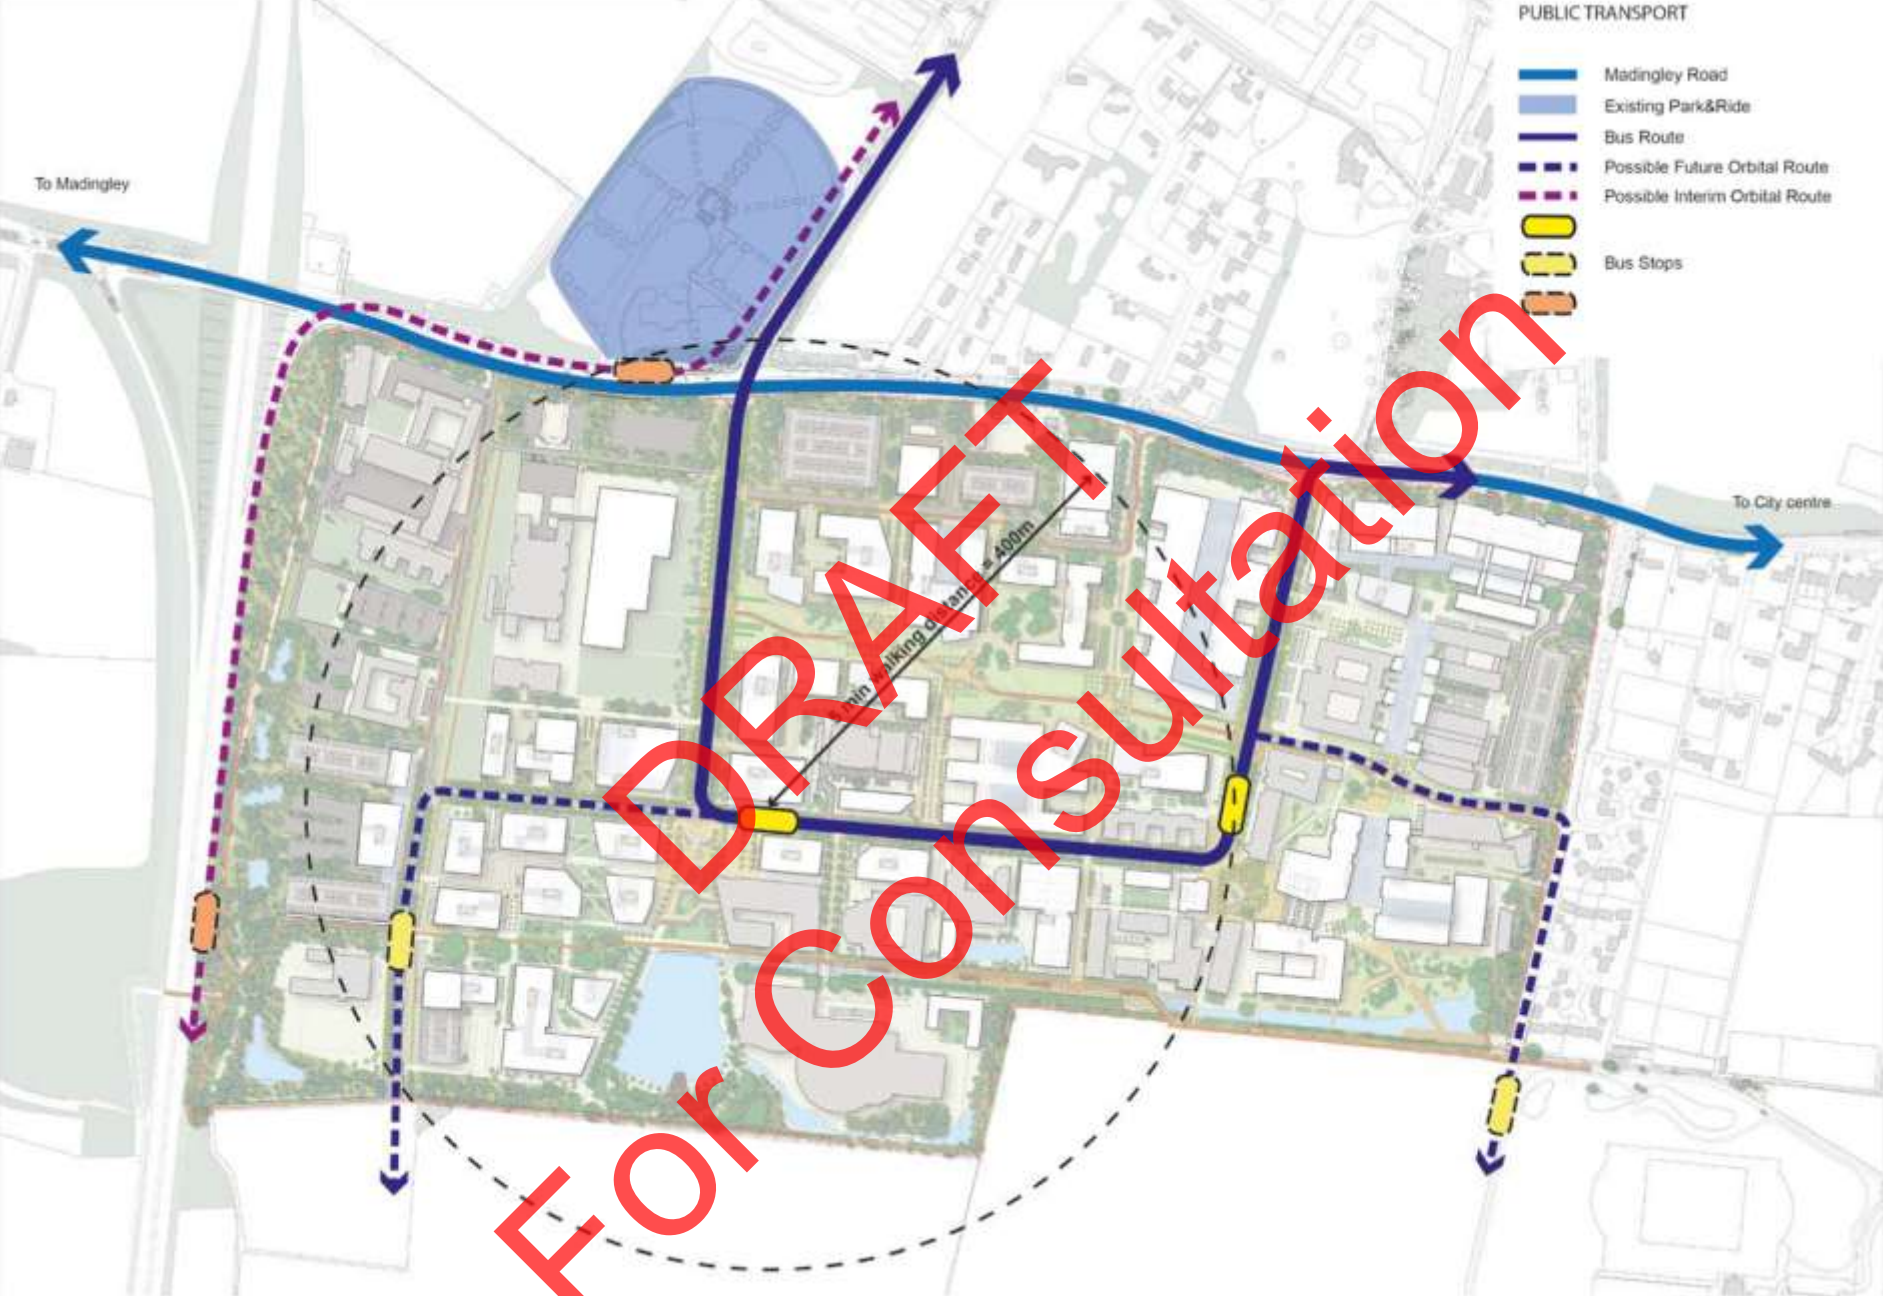 PUBLIC TRANSPORT
Madingley Road
Existing Park&Ride
Bus Route
Possible Future Orbital Route
Possible Interim Orbital Route
Bus Stops
To Madingley
To City centre
5 min walking distance = 400m
DRAFT
For Consultation